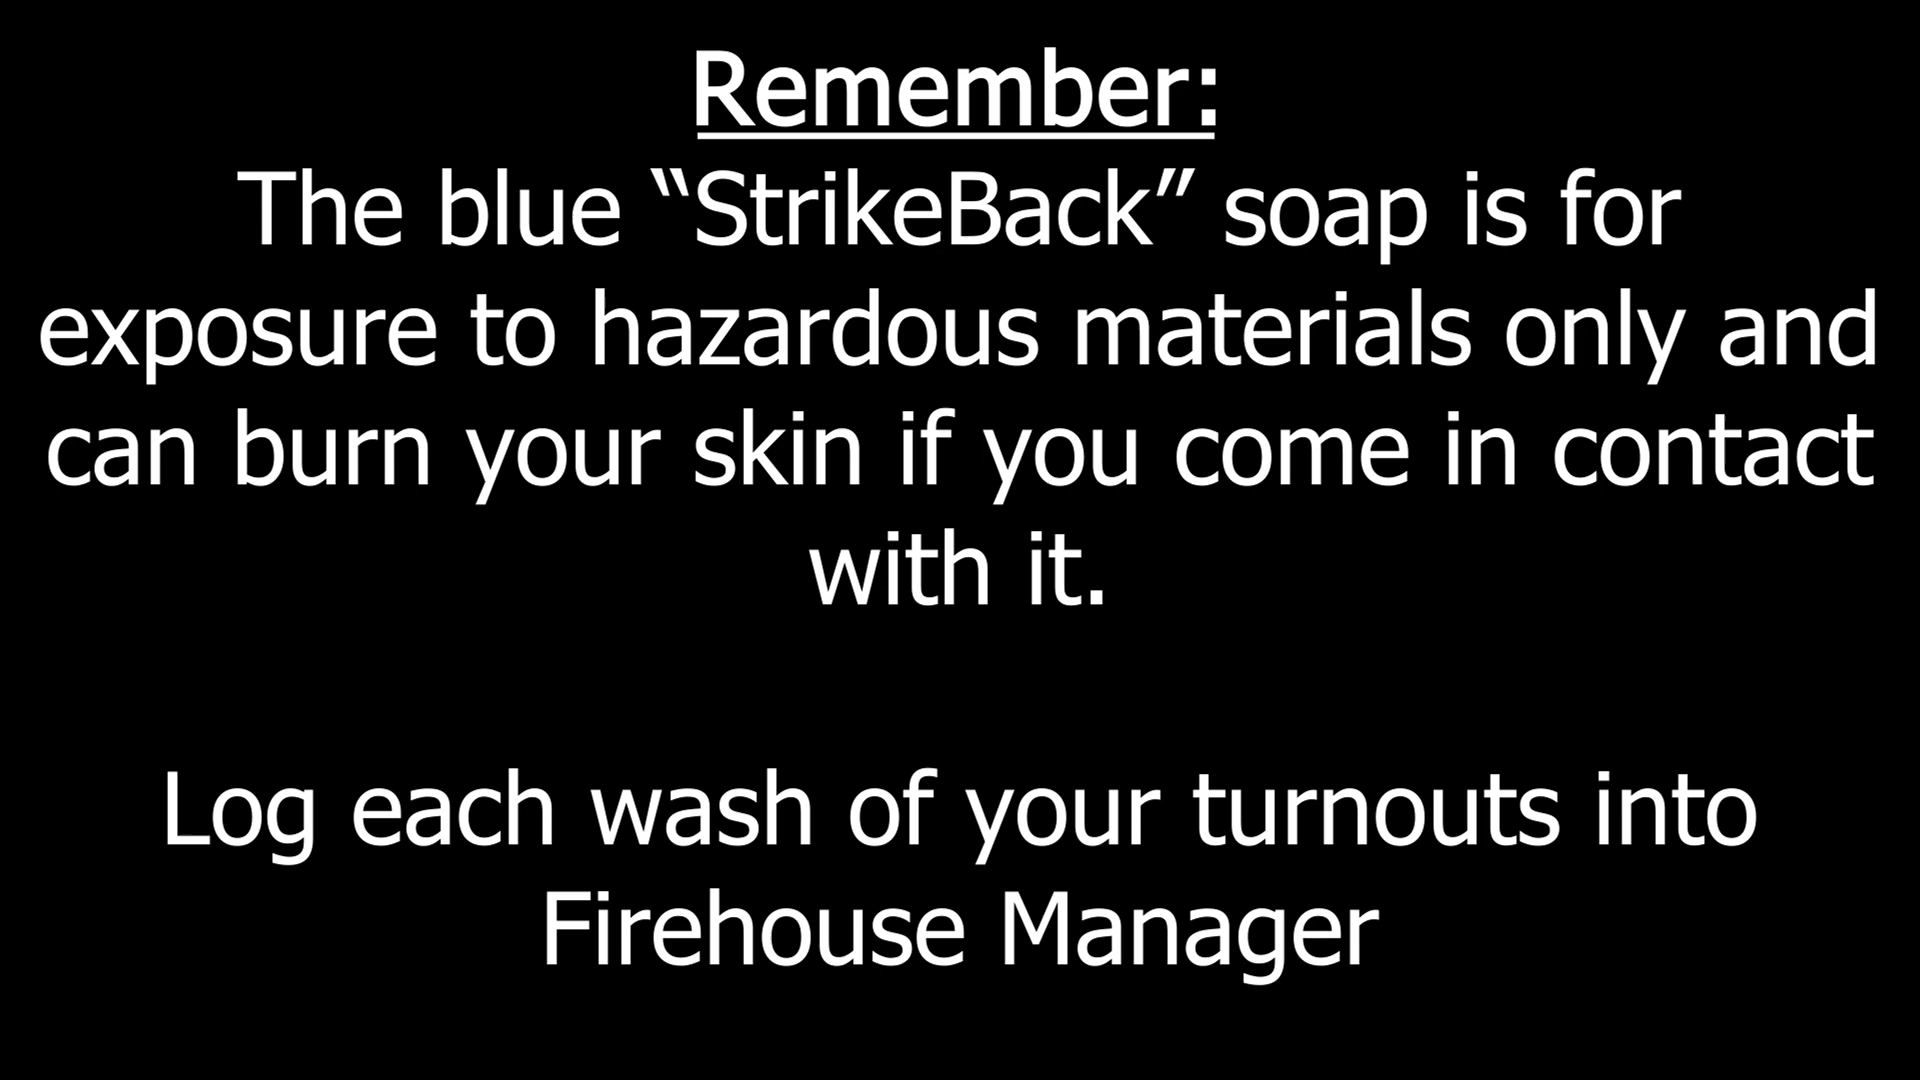 Remember:
The blue “StrikeBack” soap is for
exposure to hazardous materials only and
can burn your skin if you come in contact
with it.
Log each wash of your turnouts into
Firehouse Manager